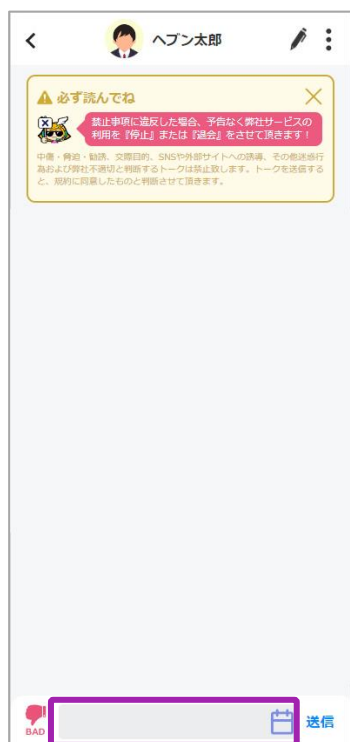 ヘブン太郎
必ず読んでね
禁止事項に違反した場合、予告なく弊社サービスの
利用を『停止』または『退会』をさせて頂きます！
中傷・脅迫・勧誘、交際目的、SNSや外部サイトへの誘導、その他迷惑行
為および弊社不適切と判断するトークは禁止致します。トークを送信する
と、規約に同意したものと判断させて頂きます。
BAD
送信